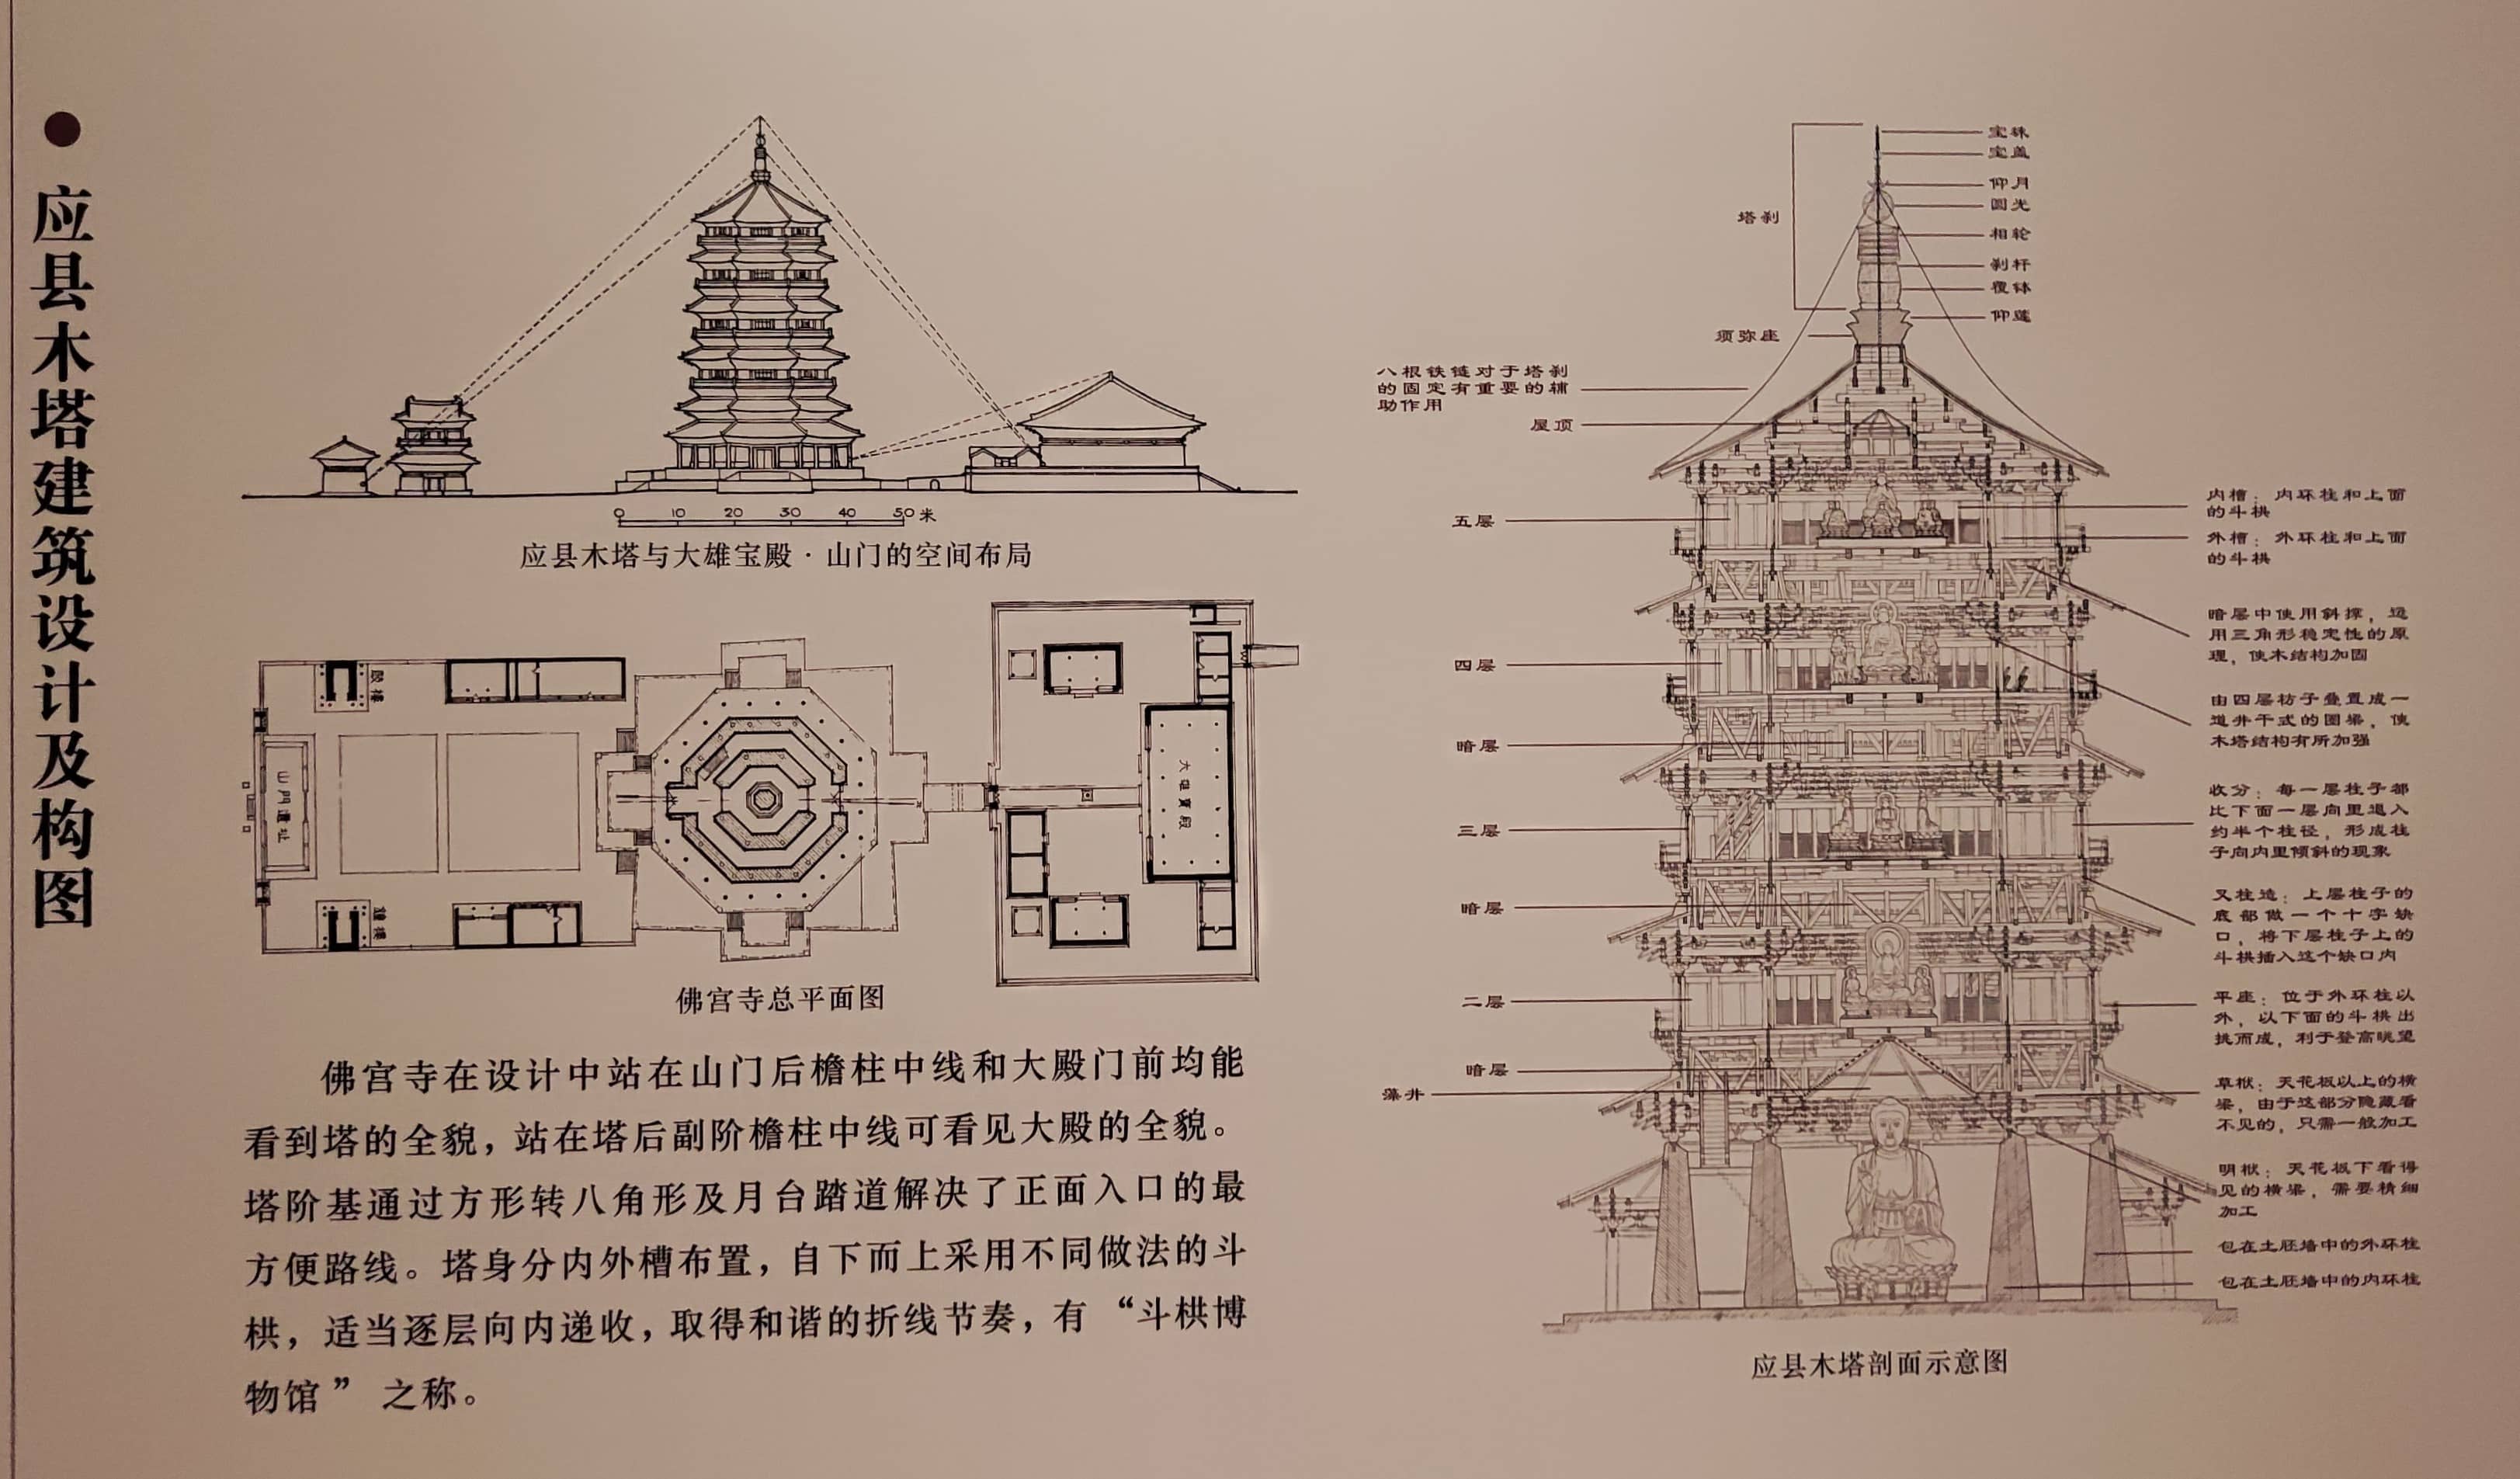 应县木塔建筑设计及构图
0 10 20 30 40 50米
应县木塔与大雄宝殿·山门的空间布局
山门遗址
大雄寶殿
佛宫寺总平面图
佛宫寺在设计中站在山门后檐柱中线和大殿门前均能
看到塔的全貌，站在塔后副阶檐柱中线可看见大殿的全貌。
塔阶基通过方形转八角形及月台踏道解决了正面入口的最
方便路线。塔身分内外槽布置，自下而上采用不同做法的斗
栱，适当逐层向内递收，取得和谐的折线节奏，有“斗栱博
物馆”之称。
宝珠
宝盖
仰月
圆光
相轮
刹杆
覆钵
仰莲
塔刹
须弥座
八根铁链对于塔刹
的固定有重要的辅
助作用
屋顶
五层
四层
暗层
三层
暗层
二层
暗层
藻井
内槽：内环柱和上面
的斗栱
外槽：外环柱和上面
的斗栱
暗层中使用斜撑，运
用三角形稳定性的原
理，使木结构加固
由四层枋子叠置成一
道井干式的圈梁，使
木塔结构有所加强
收分：每一层柱子都
比下面一层向里退入
约半个柱径，形成柱
子向内里倾斜的现象
叉柱造：上层柱子的
底部做一个十字缺
口，将下层柱子上的
斗栱插入这个缺口内
平座：位于外环柱以
外，以下面的斗栱出
挑而成，利于登高眺望
草栿：天花板以上的横
梁，由于这部分隐藏看
不见的，只需一般加工
明栿：天花板下看得
见的横梁，需要精细
加工
包在土胚墙中的外环柱
包在土胚墙中的内环柱
应县木塔剖面示意图